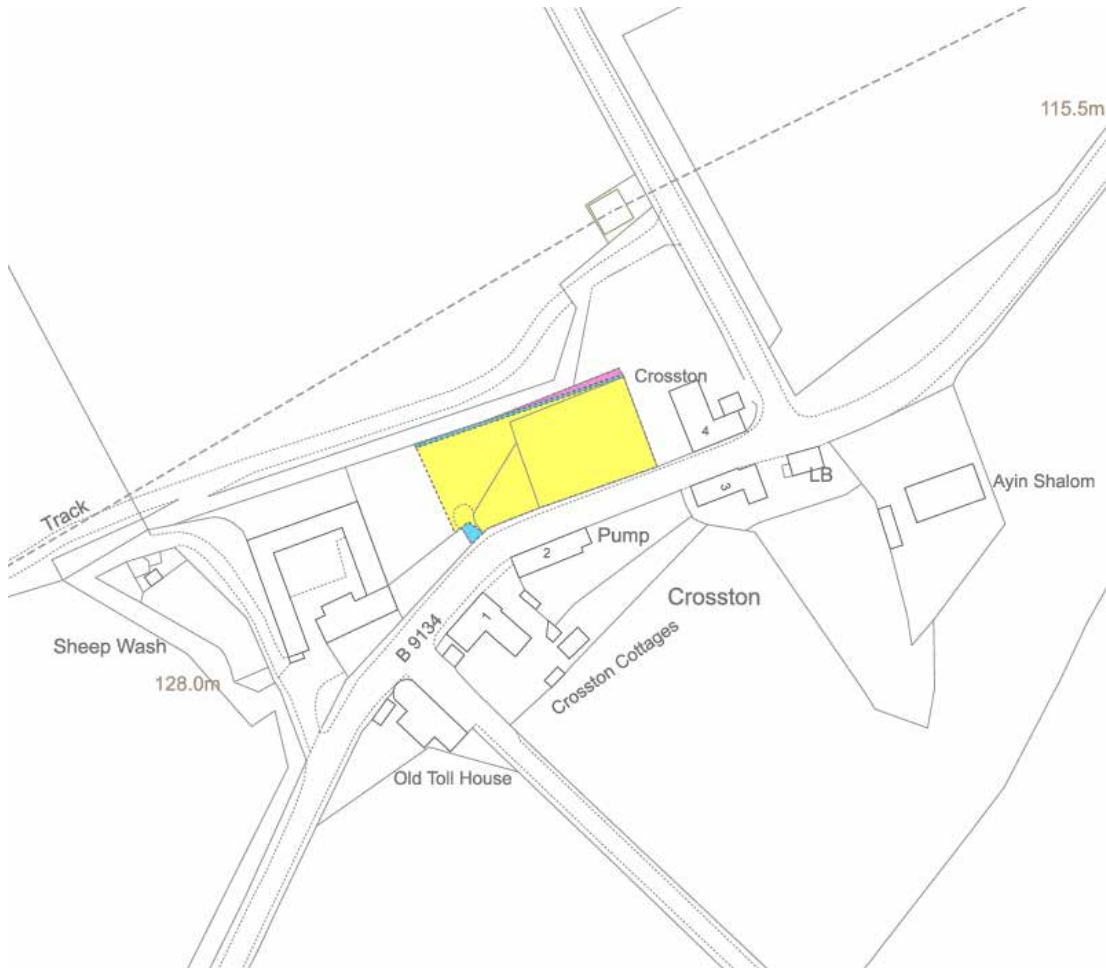 115.5m
Crosston
4
Track
3
LB
Ayin Shalom
Pump
2
Crosston
1
B 9134
Sheep Wash
Crosston Cottages
128.0m
Old Toll House